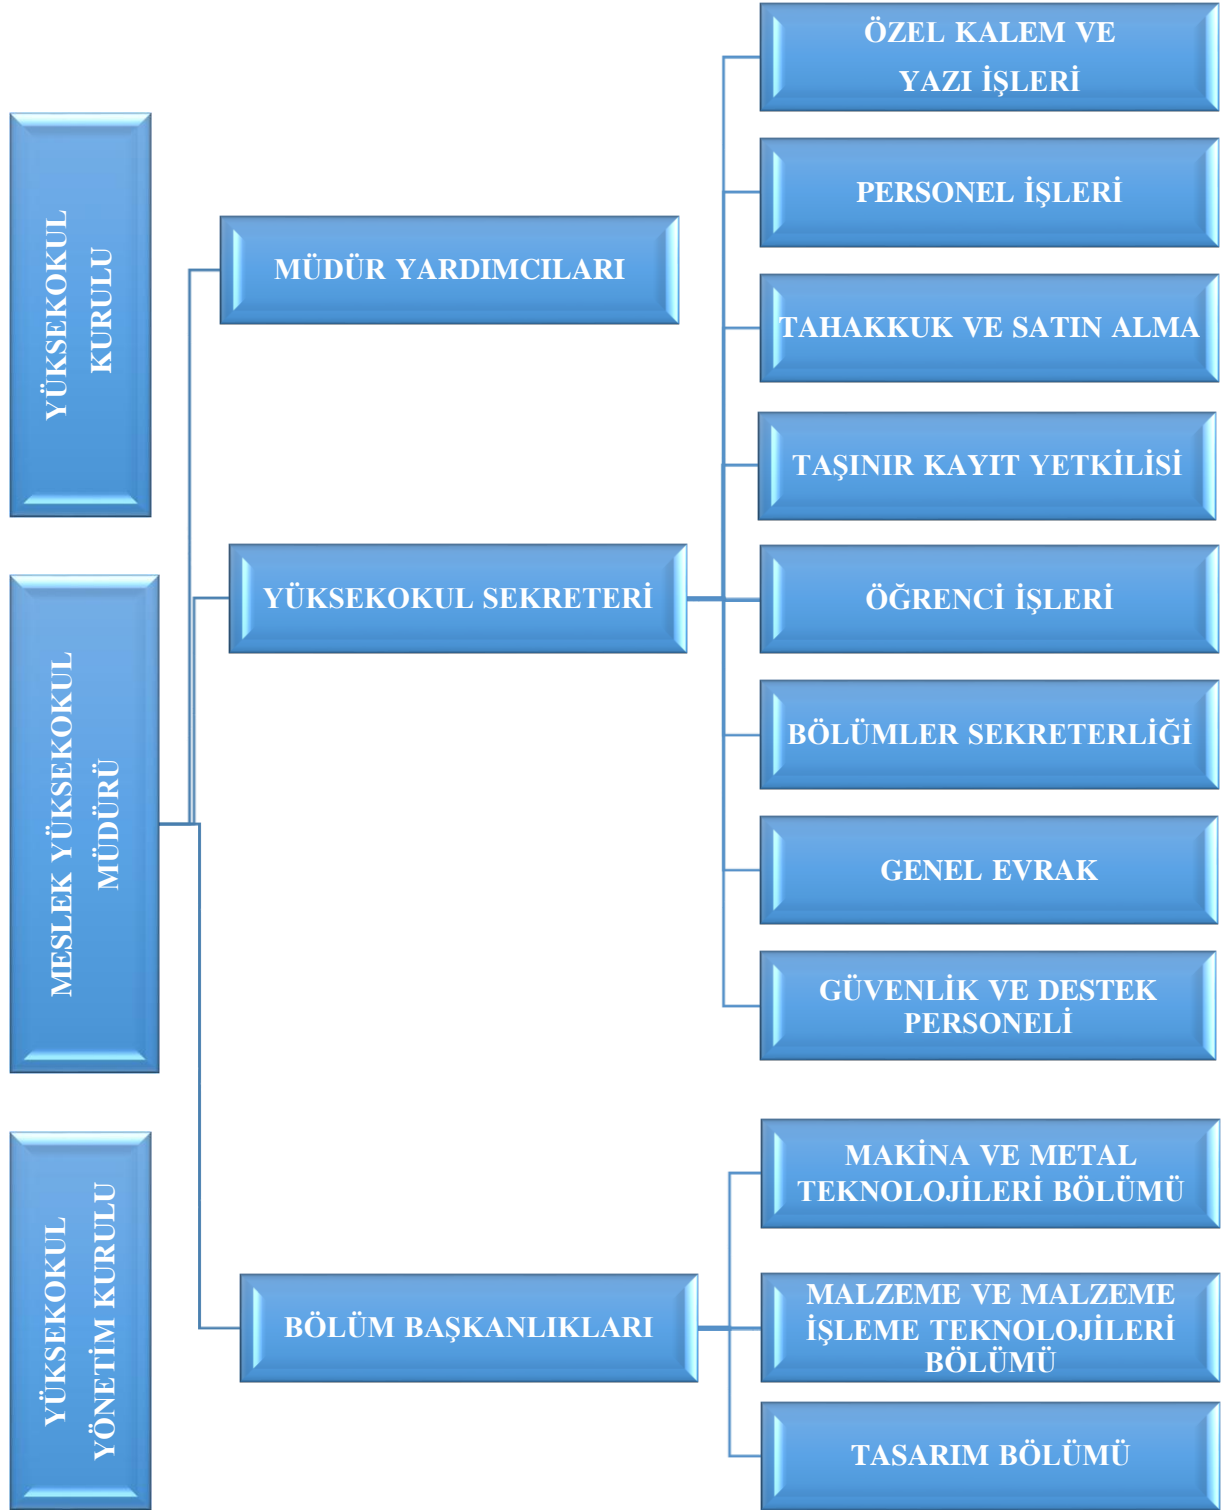 YÜKSEKOKUL
KURULU
MESLEK YÜKSEKOKUL
MÜDÜRÜ
YÜKSEKOKUL
YÖNETİM KURULU
MÜDÜR YARDIMCILARI
YÜKSEKOKUL SEKRETERİ
BÖLÜM BAŞKANLIKLARI
ÖZEL KALEM VE
YAZI İŞLERİ
PERSONEL İŞLERİ
TAHAKKUK VE SATIN ALMA
TAŞINIR KAYIT YETKİLİSİ
ÖĞRENCİ İŞLERİ
BÖLÜMLER SEKRETERLİĞİ
GENEL EVRAK
GÜVENLİK VE DESTEK
PERSONELİ
MAKİNA VE METAL
TEKNOLOJİLERİ BÖLÜMÜ
MALZEME VE MALZEME
İŞLEME TEKNOLOJİLERİ
BÖLÜMÜ
TASARIM BÖLÜMÜ